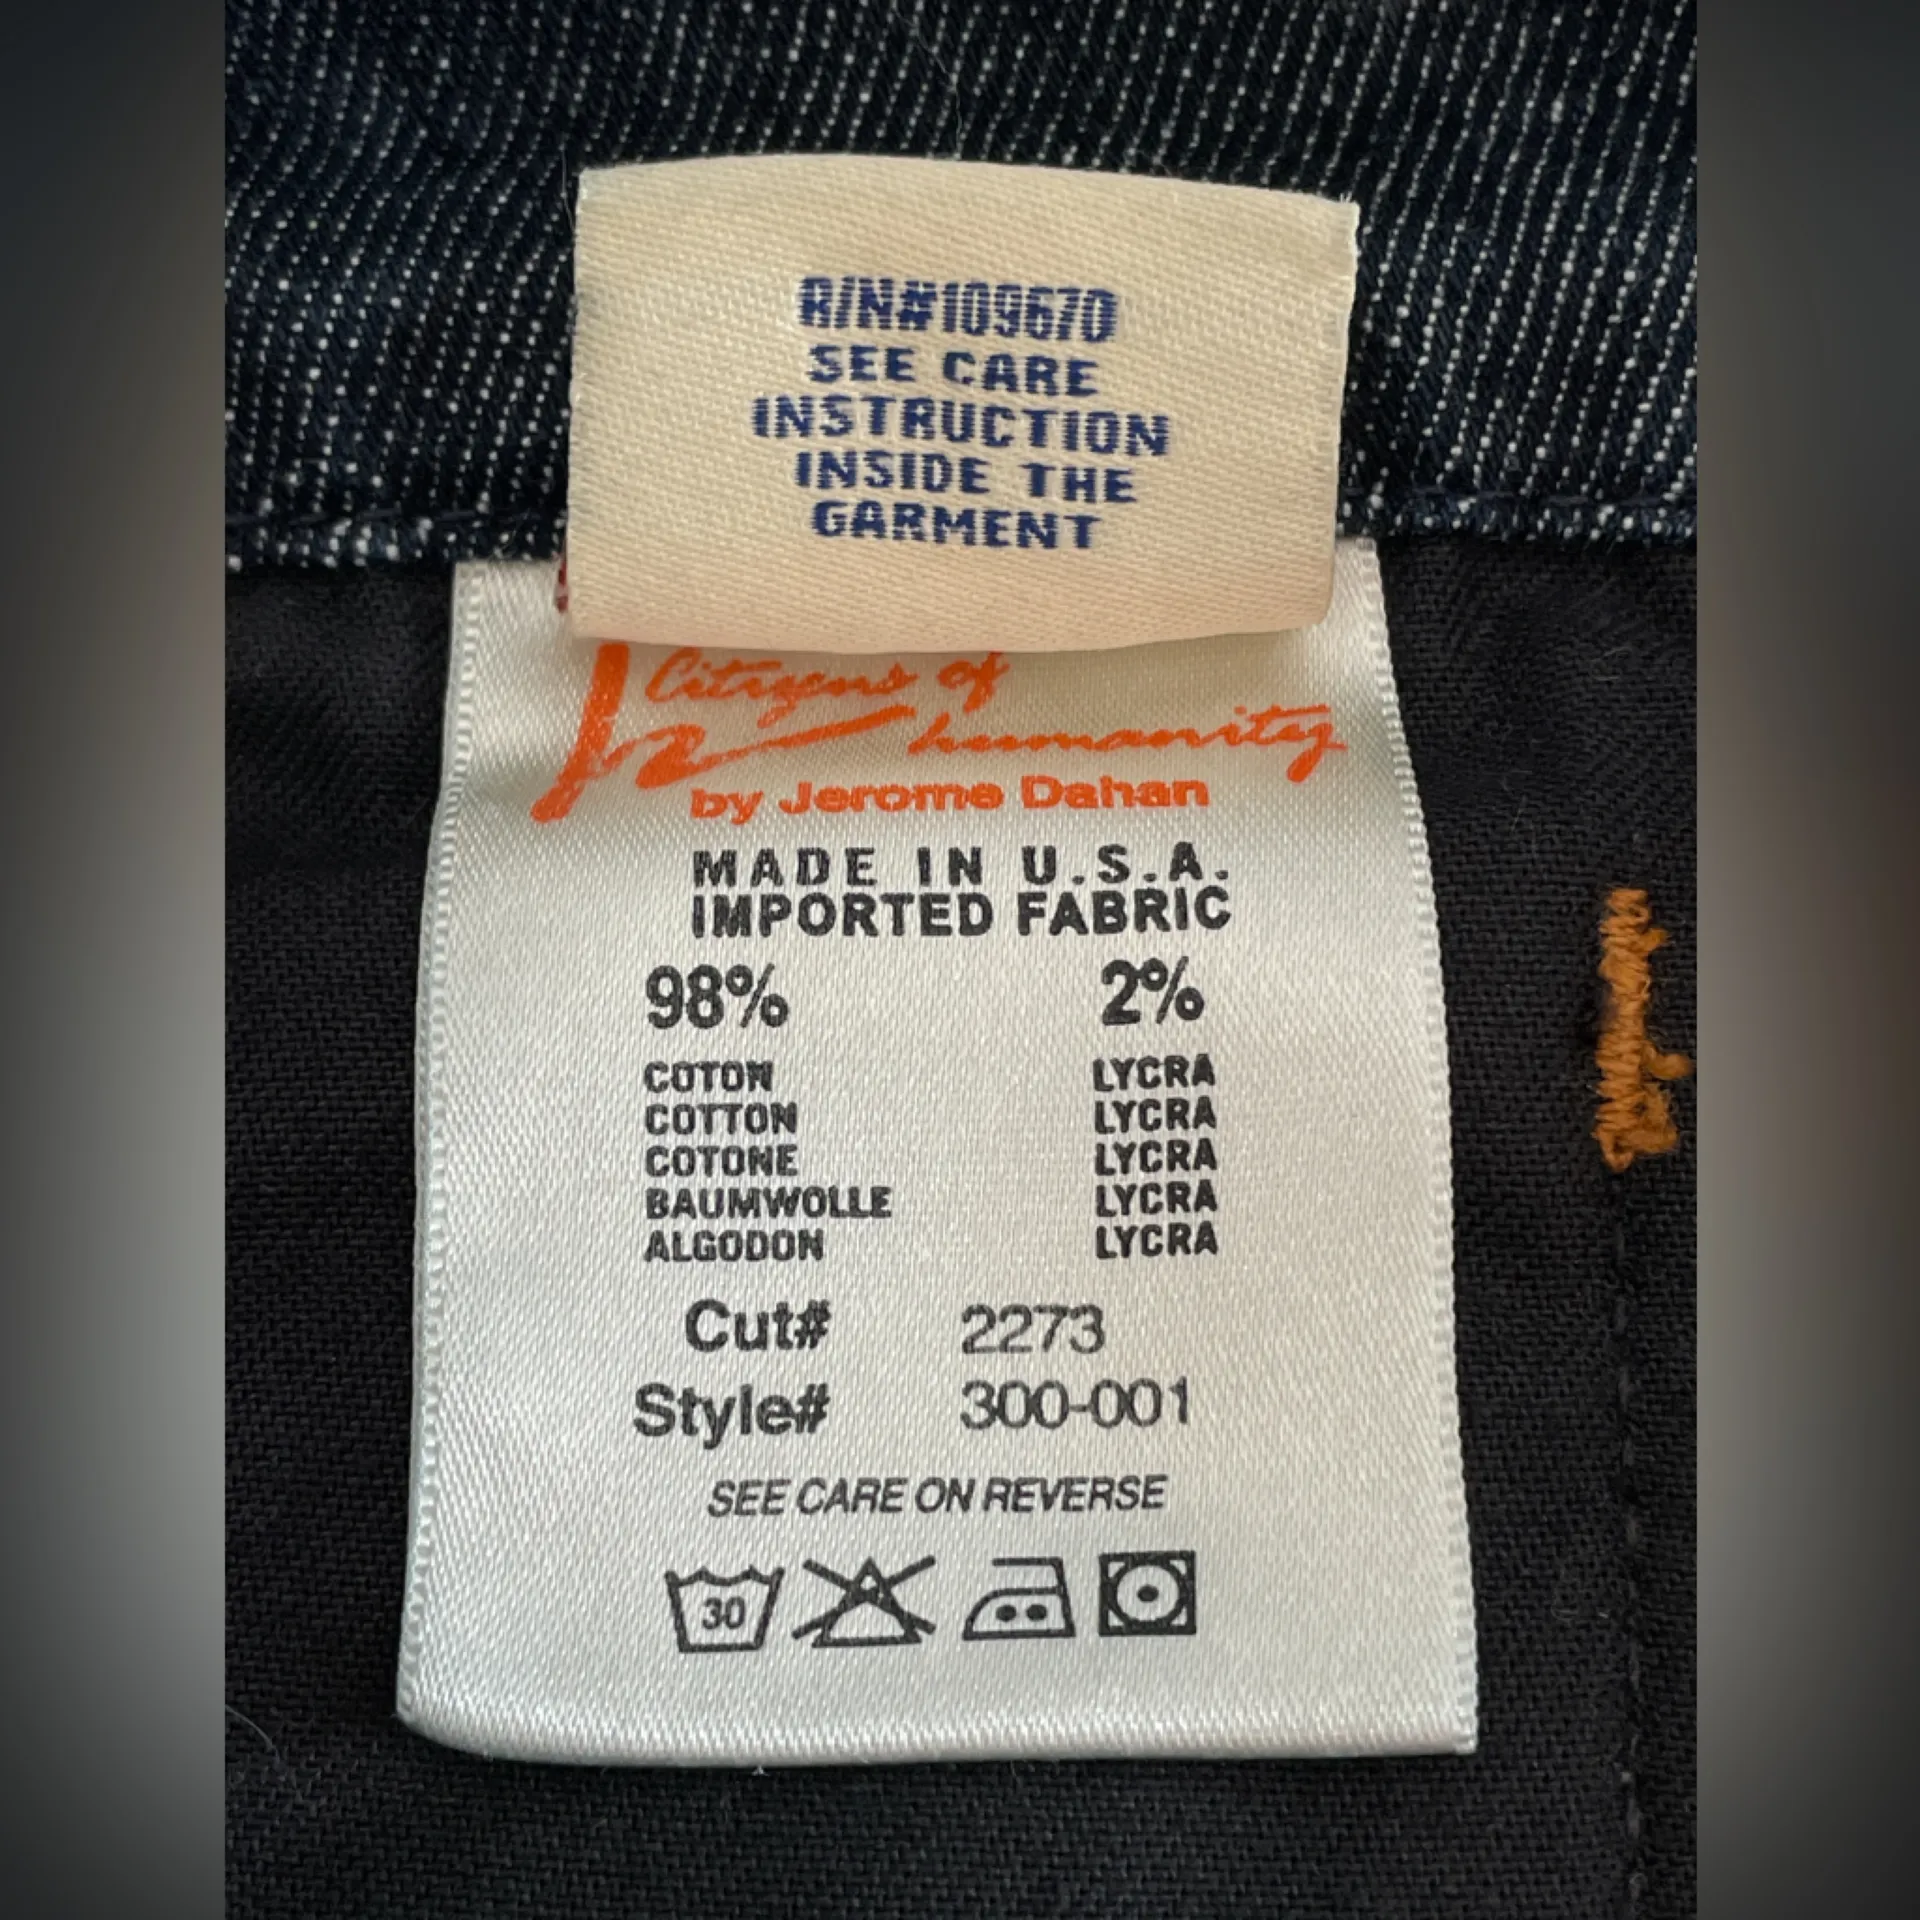 R/N#109670
SEE CARE
INSTRUCTION
INSIDE THE
GARMENT
Citizens of
humanity
by Jerome Dahan
MADE IN U.S.A.
IMPORTED FABRIC
98% 2%
COTON LYCRA
COTTON LYCRA
COTONE LYCRA
BAUMWOLLE LYCRA
ALGODON LYCRA
Cut# 2273
Style# 300-001
SEE CARE ON REVERSE
30